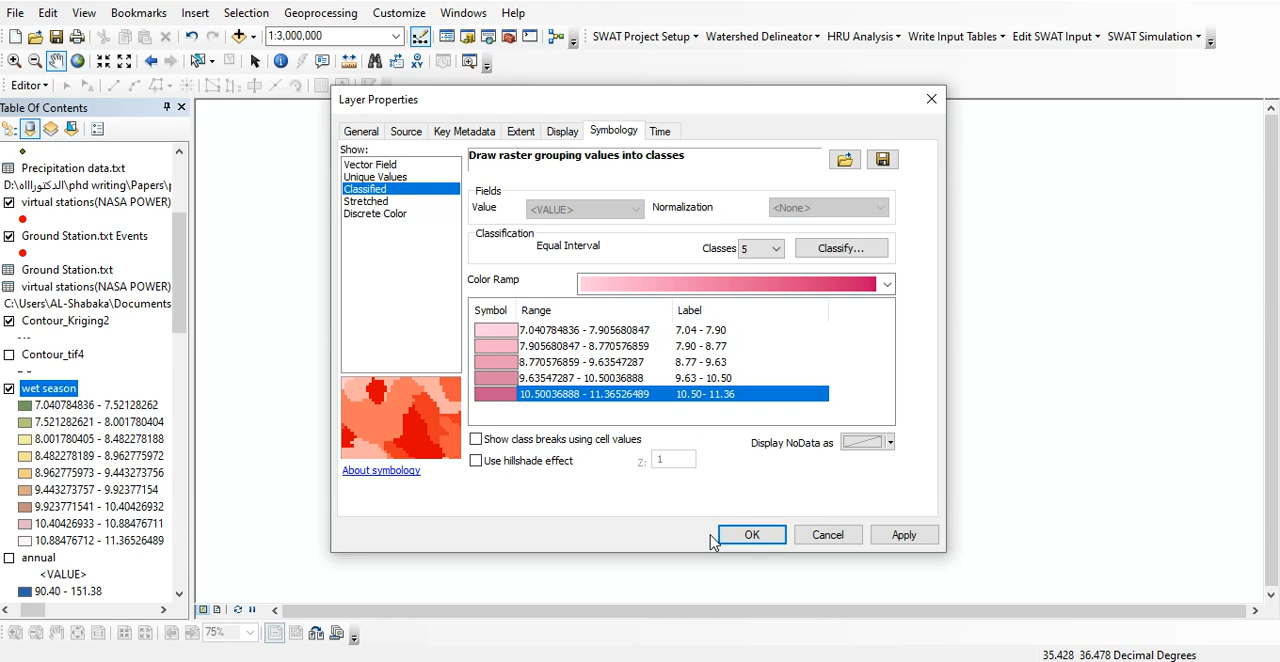 File Edit View Bookmarks Insert Selection Geoprocessing Customize Windows Help
1:3,000,000
SWAT Project Setup Watershed Delineator HRU Analysis Write Input Tables Edit SWAT Input SWAT Simulation
Editor
Table Of Contents
Precipitation data.txt
D:\الدكتورااه\phd writing\Papers\
virtual stations(NASA POWER)
Ground Station.txt Events
Ground Station.txt
virtual stations(NASA POWER)
C:\Users\AL-Shabaka\Documents
Contour_Kriging2
Contour_tif4
wet season
7.040784836 - 7.52128262
7.521282621 - 8.001780404
8.001780405 - 8.482278188
8.482278189 - 8.962775972
8.962775973 - 9.443273756
9.443273757 - 9.92377154
9.923771541 - 10.40426932
10.40426933 - 10.88476711
10.88476712 - 11.36526489
annual
<VALUE>
90.40 - 151.38
Layer Properties
General Source Key Metadata Extent Display Symbology Time
Show:
Vector Field
Unique Values
Classified
Stretched
Discrete Color
About symbology
Draw raster grouping values into classes
Fields
Value <VALUE> Normalization <None>
Classification
Equal Interval Classes 5 Classify...
Color Ramp
Symbol Range Label
7.040784836 - 7.905680847 7.04 - 7.90
7.905680847 - 8.770576859 7.90 - 8.77
8.770576859 - 9.63547287 8.77 - 9.63
9.63547287 - 10.50036888 9.63 - 10.50
10.50036888 - 11.36526489 10.50- 11.36
Show class breaks using cell values
Display NoData as
Use hillshade effect Z: 1
OK Cancel Apply
75%
35.428 36.478 Decimal Degrees